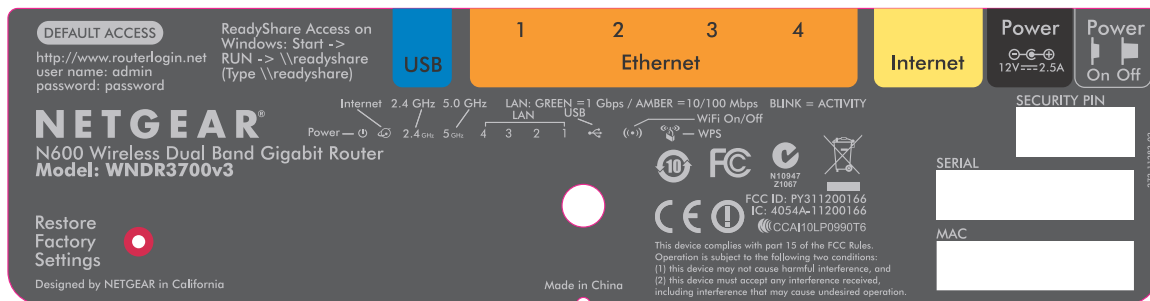 DEFAULT ACCESS
http://www.routerlogin.net
user name: admin
password: password
ReadyShare Access on
Windows: Start ->
RUN -> \\readyshare
(Type \\readyshare)
USB
1 2 3 4
Ethernet
Internet
Power
12V 2.5A
Power
On Off
NETGEAR®
N600 Wireless Dual Band Gigabit Router
Model: WNDR3700v3
Internet 2.4 GHz 5.0 GHz LAN: GREEN =1 Gbps / AMBER =10/100 Mbps BLINK = ACTIVITY
LAN USB WiFi On/Off
Power 2.4 GHz 5 GHz 4 3 2 1 WPS
SECURITY PIN
SERIAL
MAC
10
FC
N10947
Z1067
FCC ID: PY311200166
IC: 4054A-11200166
CCAI10LP0990T6
CE
This device complies with part 15 of the FCC Rules.
Operation is subject to the following two conditions:
(1) this device may not cause harmful interference, and
(2) this device must accept any interference received,
including interference that may cause undesired operation.
Restore
Factory
Settings
Designed by NETGEAR in California
Made in China